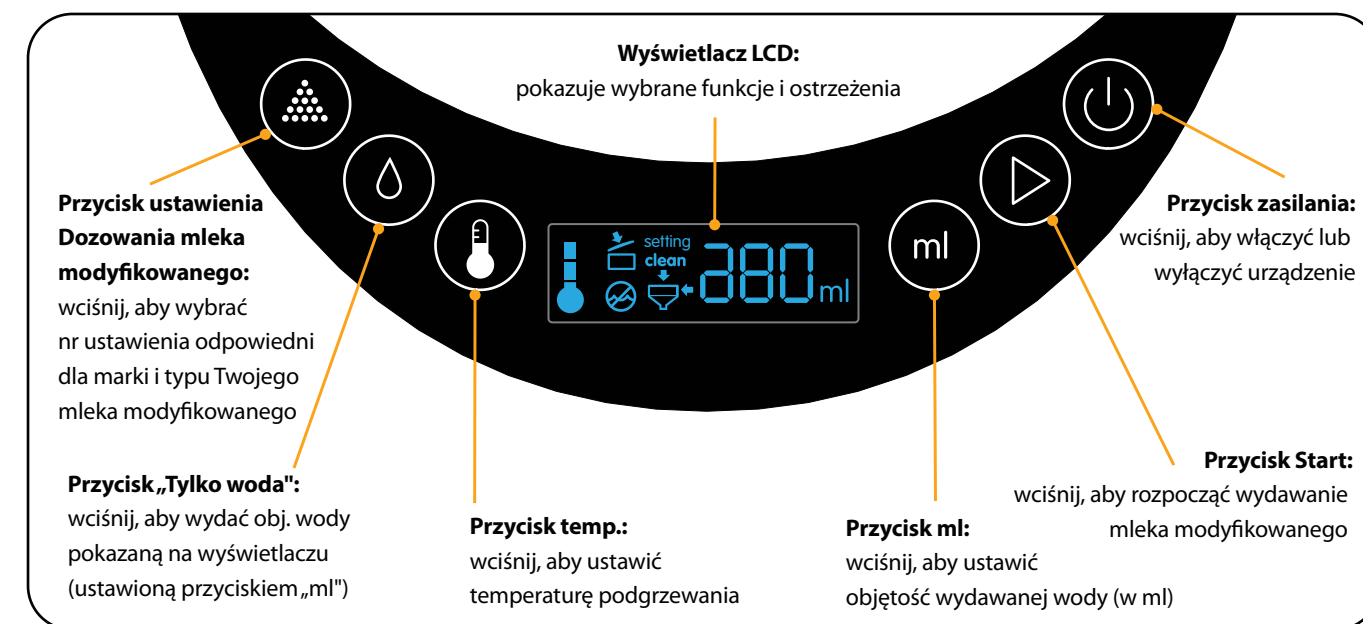 Wyświetlacz LCD:
pokazuje wybrane funkcje i ostrzeżenia
Przycisk ustawienia
Dozowania mleka
modyfikowanego:
wciśnij, aby wybrać
nr ustawienia odpowiedni
dla marki i typu Twojego
mleka modyfikowanego
setting
clean
380 ml
ml
Przycisk zasilania:
wciśnij, aby włączyć lub
wyłączyć urządzenie
Przycisk „Tylko woda":
wciśnij, aby wydać obj. wody
pokazaną na wyświetlaczu
(ustawioną przyciskiem „ml")
Przycisk temp.:
wciśnij, aby ustawić
temperaturę podgrzewania
Przycisk ml:
wciśnij, aby ustawić
objętość wydawanej wody (w ml)
Przycisk Start:
wciśnij, aby rozpocząć wydawanie
mleka modyfikowanego